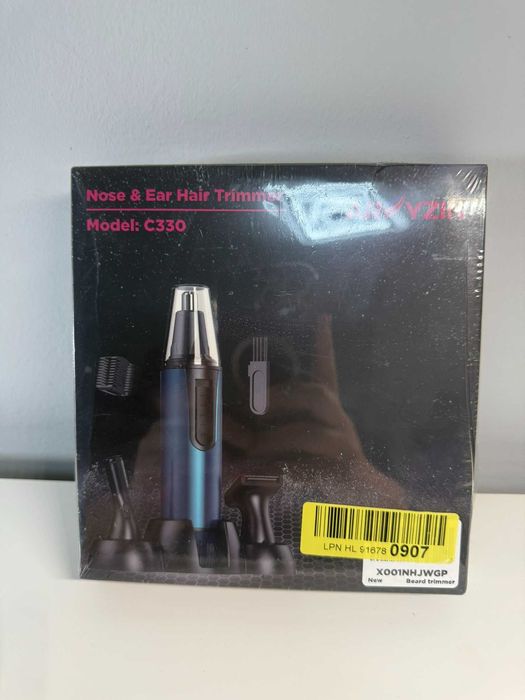 Nose & Ear Hair Trimmer
Model: C330
LPN HL 91678 0907
X001NHJWGP
New Beard trimmer